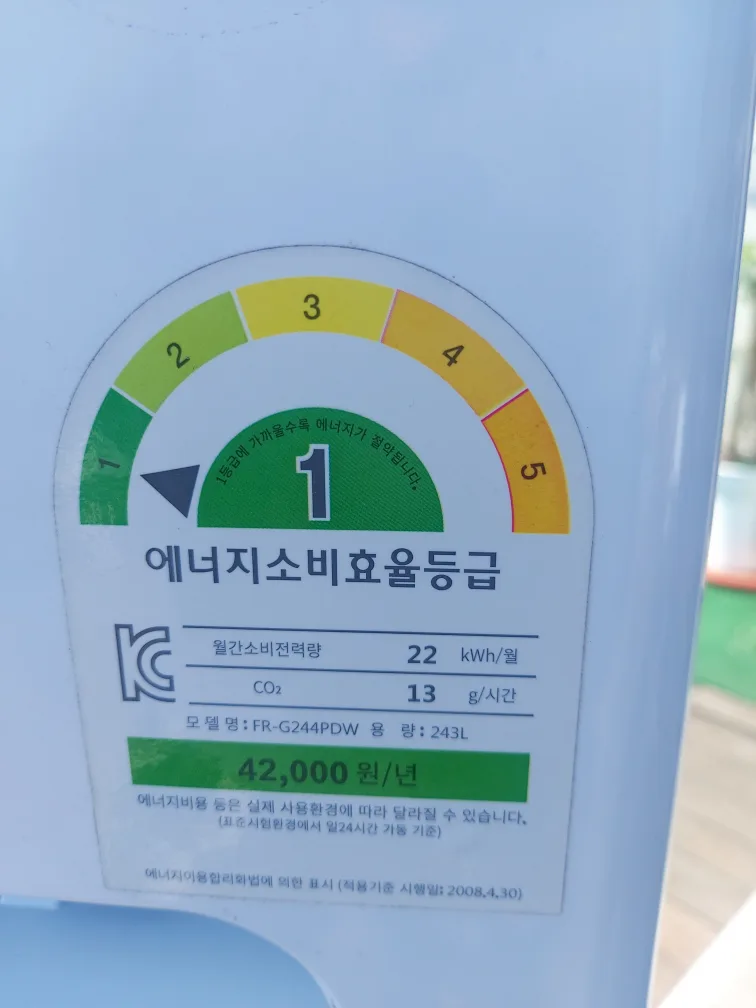 1
2
3
4
5
1등급에 가까울수록 에너지가 절약됩니다.
1
에너지소비효율등급
KC
월간소비전력량 22 kWh/월
CO₂ 13 g/시간
모델명:FR-G244PDW 용 량:243L
42,000원/년
에너지비용 등은 실제 사용환경에 따라 달라질 수 있습니다.
(표준시험환경에서 일24시간 가동 기준)
에너지이용합리화법에 의한 표시 (적용기준 시행일: 2008.4.30)